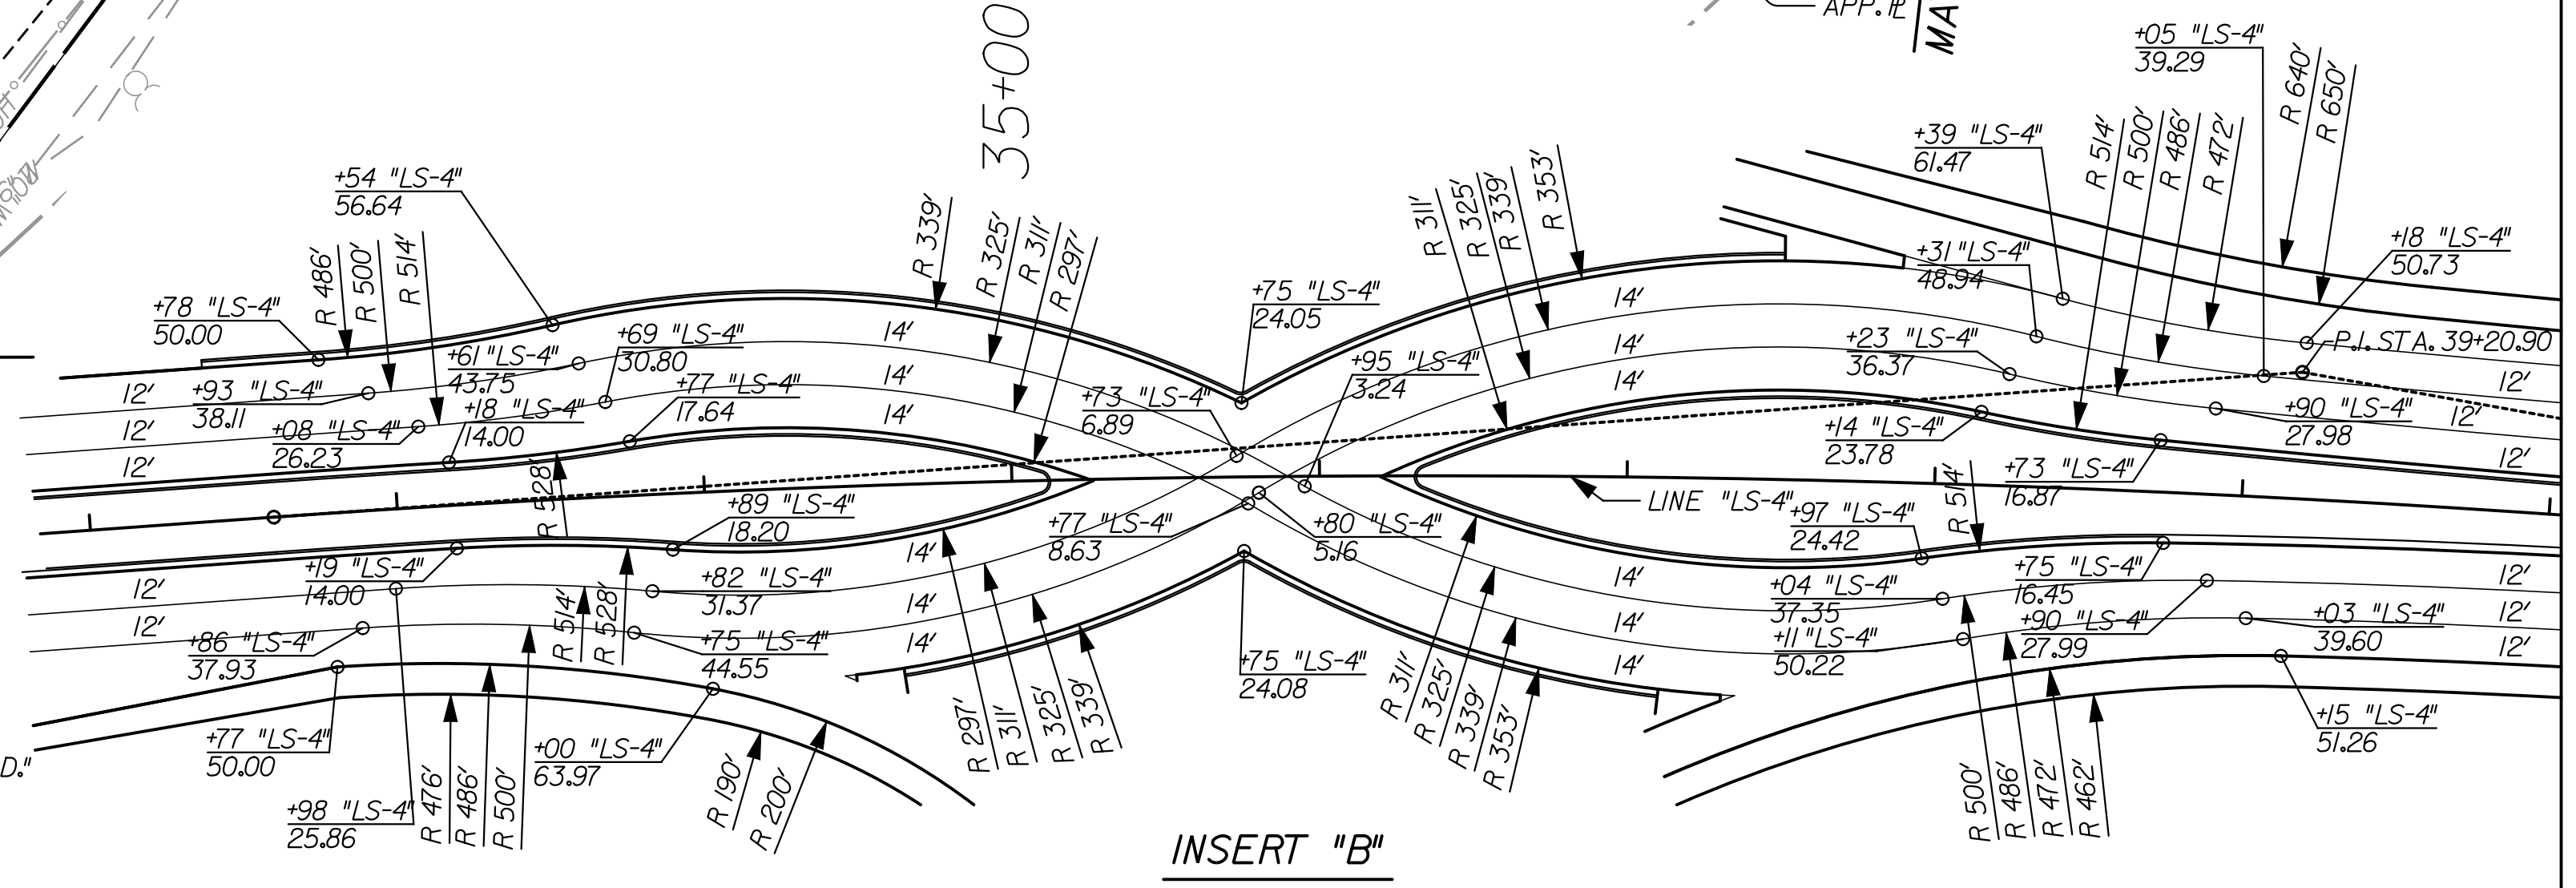 APP. PL
MA
35+00
+05 "LS-4"
39.29
R 640'
R 650'
+39 "LS-4"
61.47
R 514'
R 500'
R 486'
R 472'
+54 "LS-4"
56.64
R 339'
R 325'
R 311'
R 297'
R 311'
R 325'
R 339'
R 353'
+31 "LS-4"
48.94
+18 "LS-4"
50.73
R 486'
R 500'
R 514'
+78 "LS-4"
50.00
+75 "LS-4"
24.05
14'
14'
+69 "LS-4"
30.80
14'
14'
+23 "LS-4"
36.37
P.I. STA. 39+20.90
+61 "LS-4"
43.75
+95 "LS-4"
3.24
12'
+93 "LS-4"
38.11
+77 "LS-4"
17.64
14'
14'
12'
+73 "LS-4"
6.89
+18 "LS-4"
14.00
14'
+90 "LS-4"
27.98
12'
12'
+08 "LS-4"
26.23
+14 "LS-4"
23.78
12'
12'
R 528'
+73 "LS-4"
16.87
R 514'
+89 "LS-4"
18.20
LINE "LS-4"
+77 "LS-4"
8.63
+80 "LS-4"
5.16
+97 "LS-4"
24.42
+19 "LS-4"
14.00
14'
+75 "LS-4"
16.45
12'
12'
+82 "LS-4"
31.37
14'
14'
+04 "LS-4"
37.35
12'
12'
+86 "LS-4"
37.93
R 514'
R 528'
+75 "LS-4"
44.55
14'
14'
+11 "LS-4"
50.22
+90 "LS-4"
27.99
+03 "LS-4"
39.60
12'
+75 "LS-4"
24.08
14'
R 297'
R 311'
R 325'
R 339'
R 311'
R 325'
R 339'
R 353'
+15 "LS-4"
51.26
+77 "LS-4"
50.00
+00 "LS-4"
63.97
D."
R 476'
R 486'
R 500'
R 190'
R 200'
R 500'
R 486'
R 472'
R 462'
+98 "LS-4"
25.86
INSERT "B"